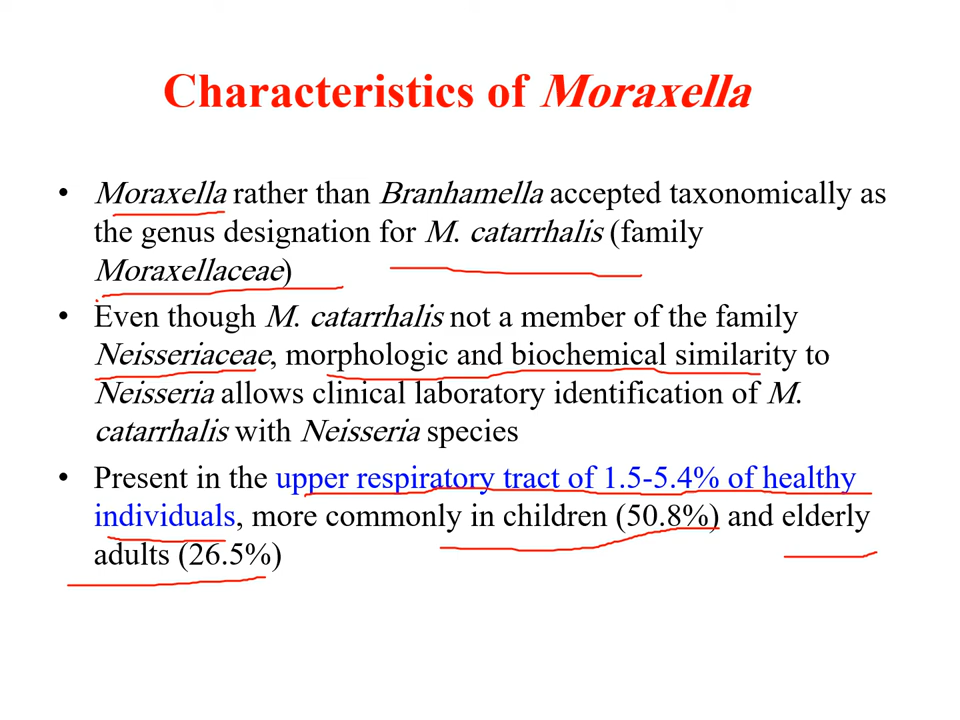 Characteristics of Moraxella
• Moraxella rather than Branhamella accepted taxonomically as
the genus designation for M. catarrhalis (family
Moraxellaceae)
• Even though M. catarrhalis not a member of the family
Neisseriaceae, morphologic and biochemical similarity to
Neisseria allows clinical laboratory identification of M.
catarrhalis with Neisseria species
• Present in the upper respiratory tract of 1.5-5.4% of healthy
individuals, more commonly in children (50.8%) and elderly
adults (26.5%)